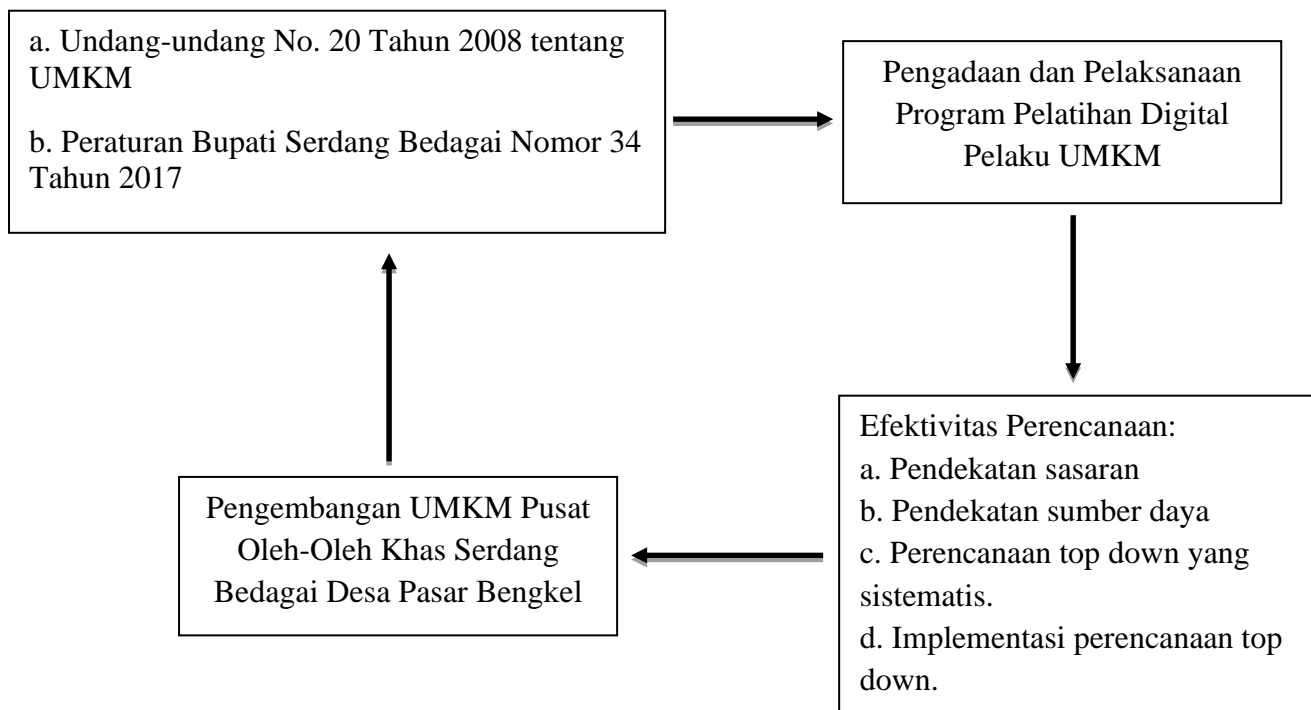 a. Undang-undang No. 20 Tahun 2008 tentang
UMKM
b. Peraturan Bupati Serdang Bedagai Nomor 34
Tahun 2017
Pengadaan dan Pelaksanaan
Program Pelatihan Digital
Pelaku UMKM
Efektivitas Perencanaan:
a. Pendekatan sasaran
b. Pendekatan sumber daya
c. Perencanaan top down yang
sistematis.
d. Implementasi perencanaan top
down.
Pengembangan UMKM Pusat
Oleh-Oleh Khas Serdang
Bedagai Desa Pasar Bengkel